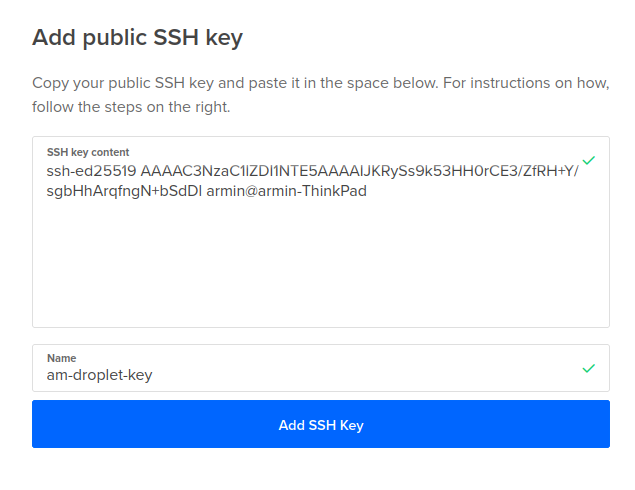 Add public SSH key
Copy your public SSH key and paste it in the space below. For instructions on how,
follow the steps on the right.
SSH key content
ssh-ed25519 AAAAC3NzaC1lZDI1NTE5AAAAIJKRySs9k53HH0rCE3/ZfRH+Y/
sgbHhArqfngN+bSdDI armin@armin-ThinkPad
Name
am-droplet-key
Add SSH Key